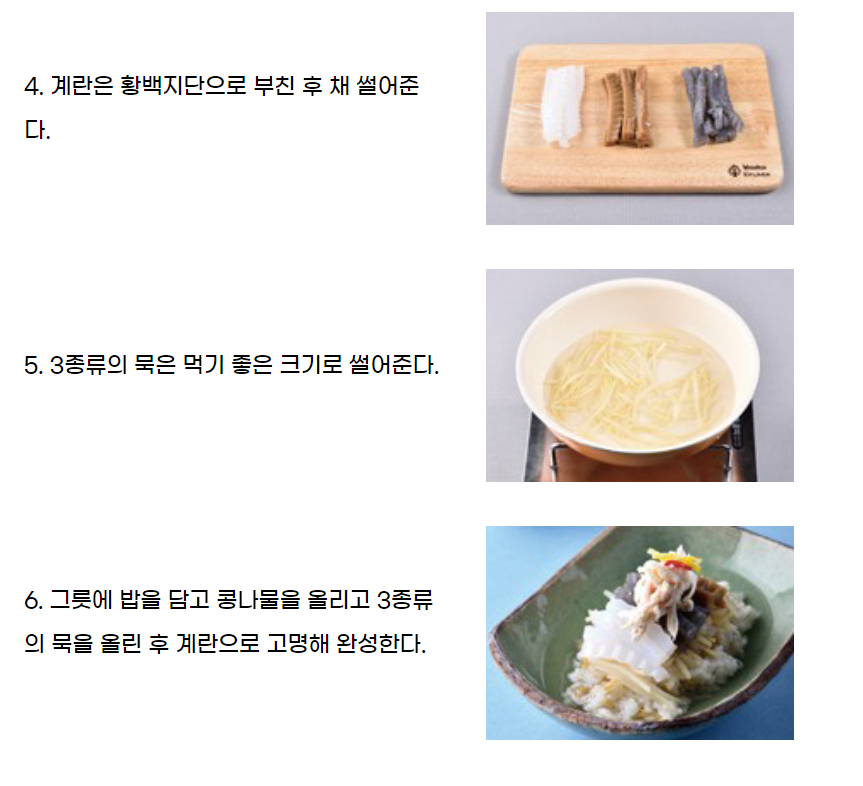 4. 계란은 황백지단으로 부친 후 채 썰어준
다.
5. 3종류의 묵은 먹기 좋은 크기로 썰어준다.
6. 그릇에 밥을 담고 콩나물을 올리고 3종류
의 묵을 올린 후 계란으로 고명해 완성한다.